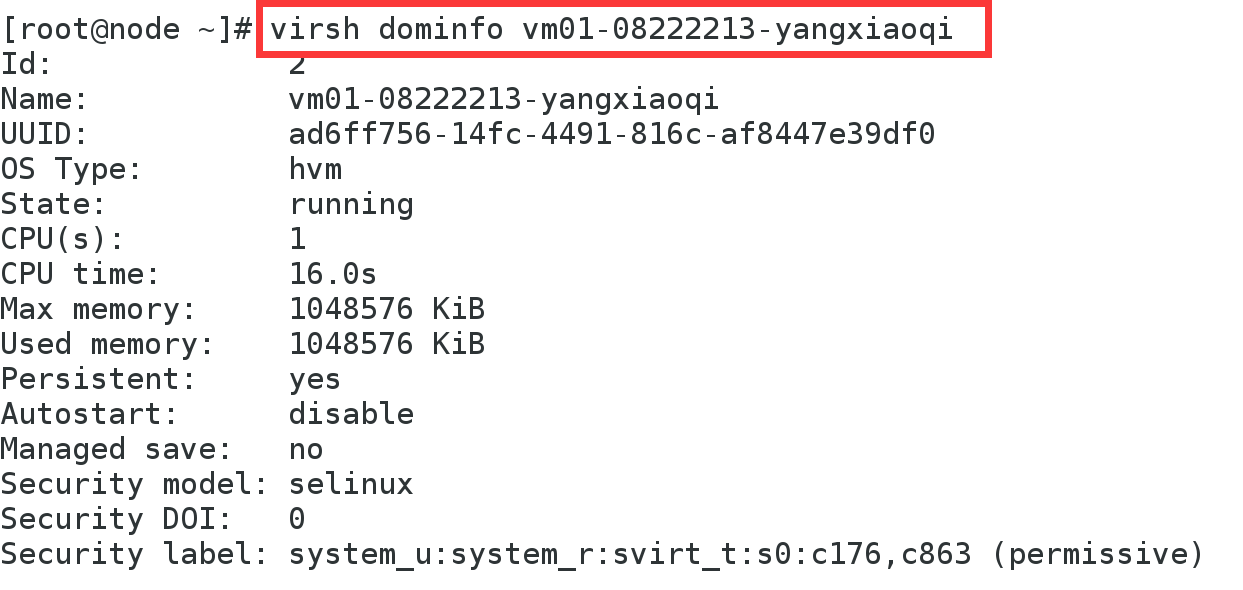 [root@node ~]# virsh dominfo vm01-08222213-yangxiaoqi
Id:             2
Name:           vm01-08222213-yangxiaoqi
UUID:           ad6ff756-14fc-4491-816c-af8447e39df0
OS Type:        hvm
State:          running
CPU(s):         1
CPU time:       16.0s
Max memory:     1048576 KiB
Used memory:    1048576 KiB
Persistent:     yes
Autostart:      disable
Managed save:   no
Security model: selinux
Security DOI:   0
Security label: system_u:system_r:svirt_t:s0:c176,c863 (permissive)